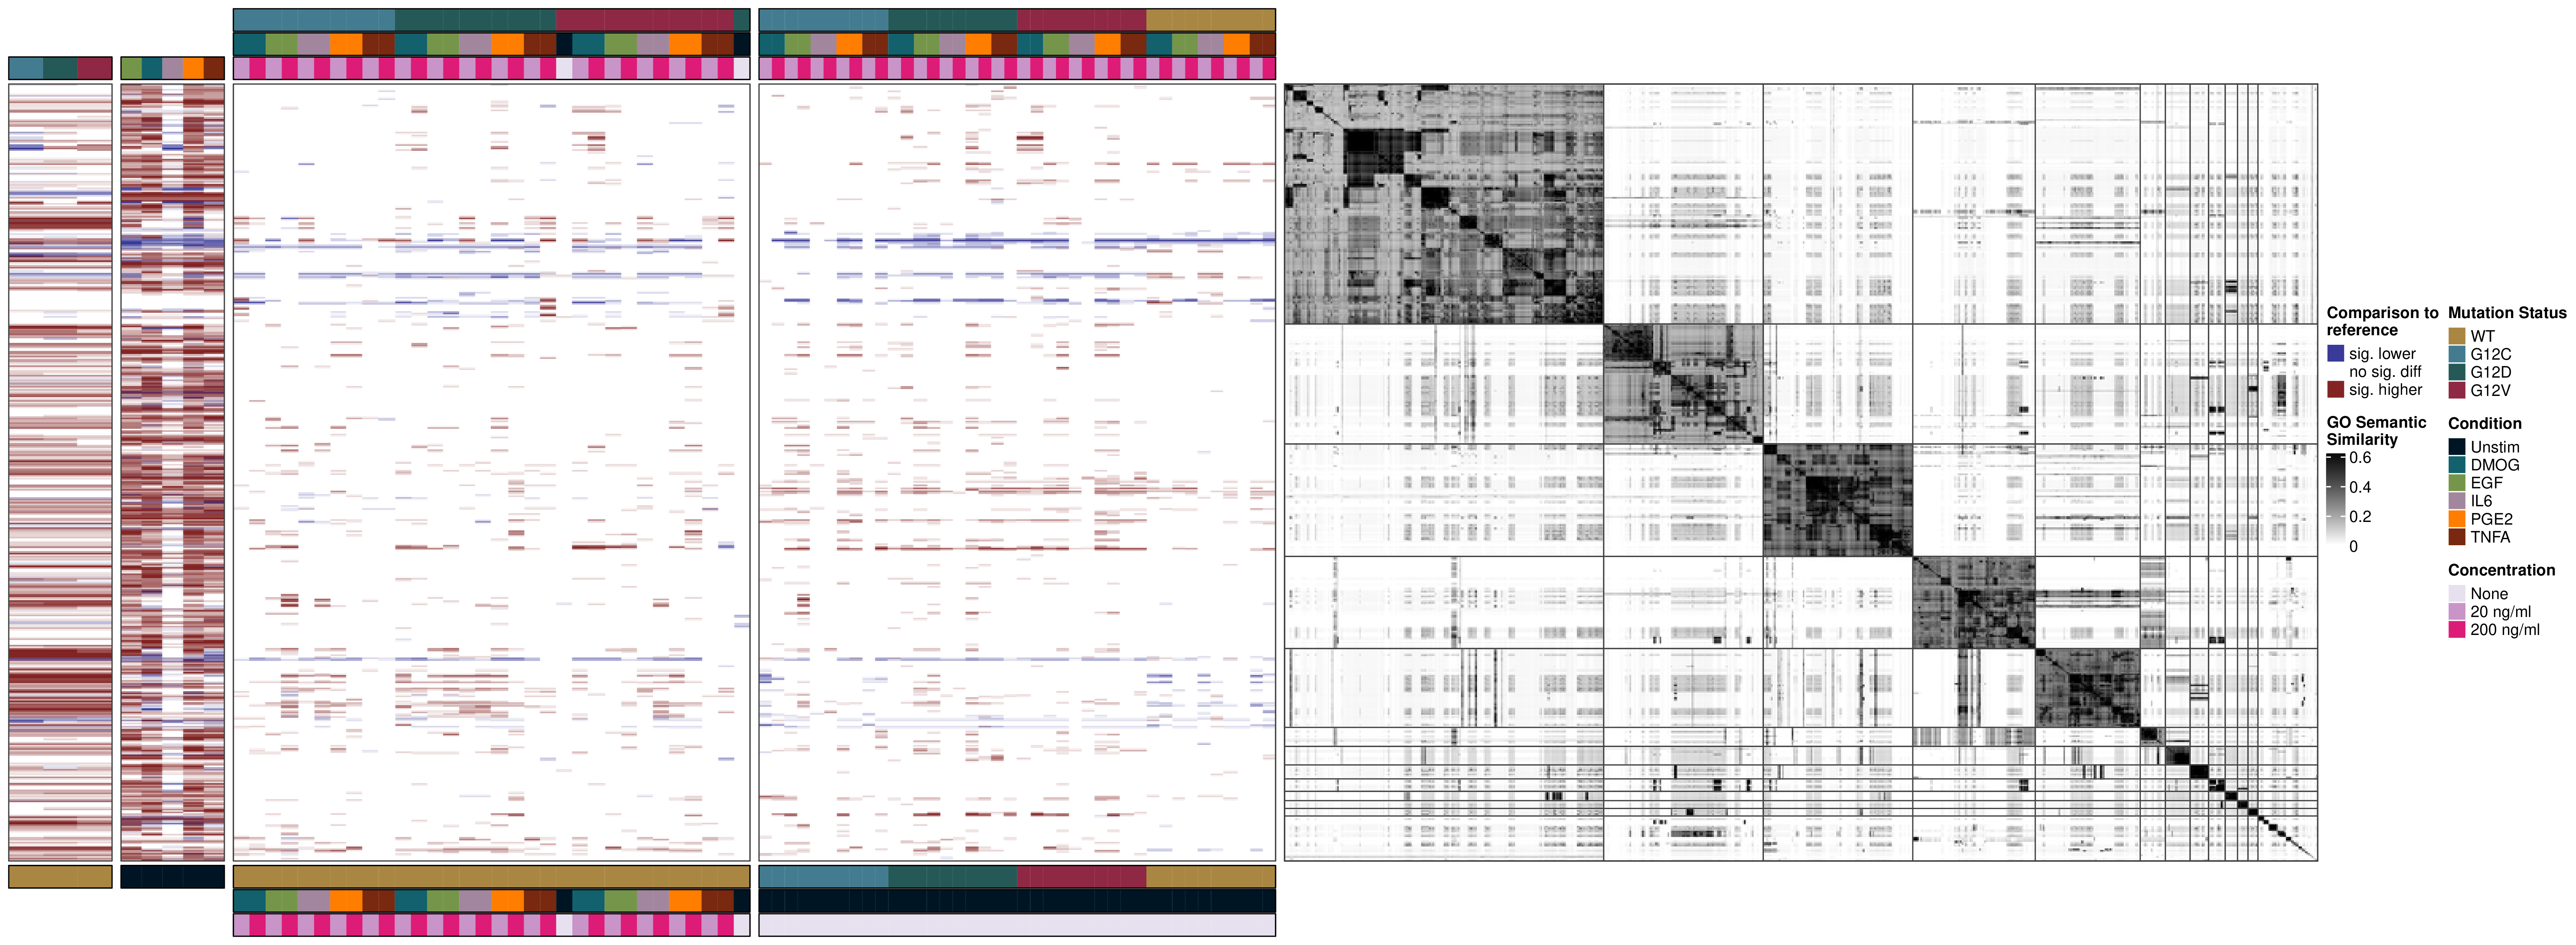 Comparison to
reference
sig. lower
no sig. diff
sig. higher
GO Semantic
Similarity
0.6
0.4
0.2
0
Mutation Status
WT
G12C
G12D
G12V
Condition
Unstim
DMOG
EGF
IL6
PGE2
TNFA
Concentration
None
20 ng/ml
200 ng/ml